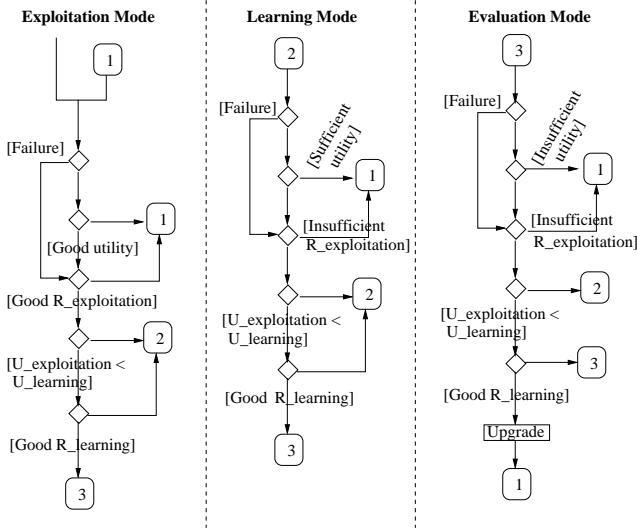 Exploitation Mode
1
[Failure]
1
[Good utility]
[Good R_exploitation]
2
[U_exploitation <
U_learning]
[Good R_learning]
3
Learning Mode
2
[Failure]
[Sufficient
utility]
1
[Insufficient
R_exploitation]
2
[U_exploitation <
U_learning]
[Good R_learning]
3
Evaluation Mode
3
[Failure]
[Insufficient
utility]
1
[Insufficient
R_exploitation]
2
[U_exploitation <
U_learning]
3
[Good R_learning]
Upgrade
1